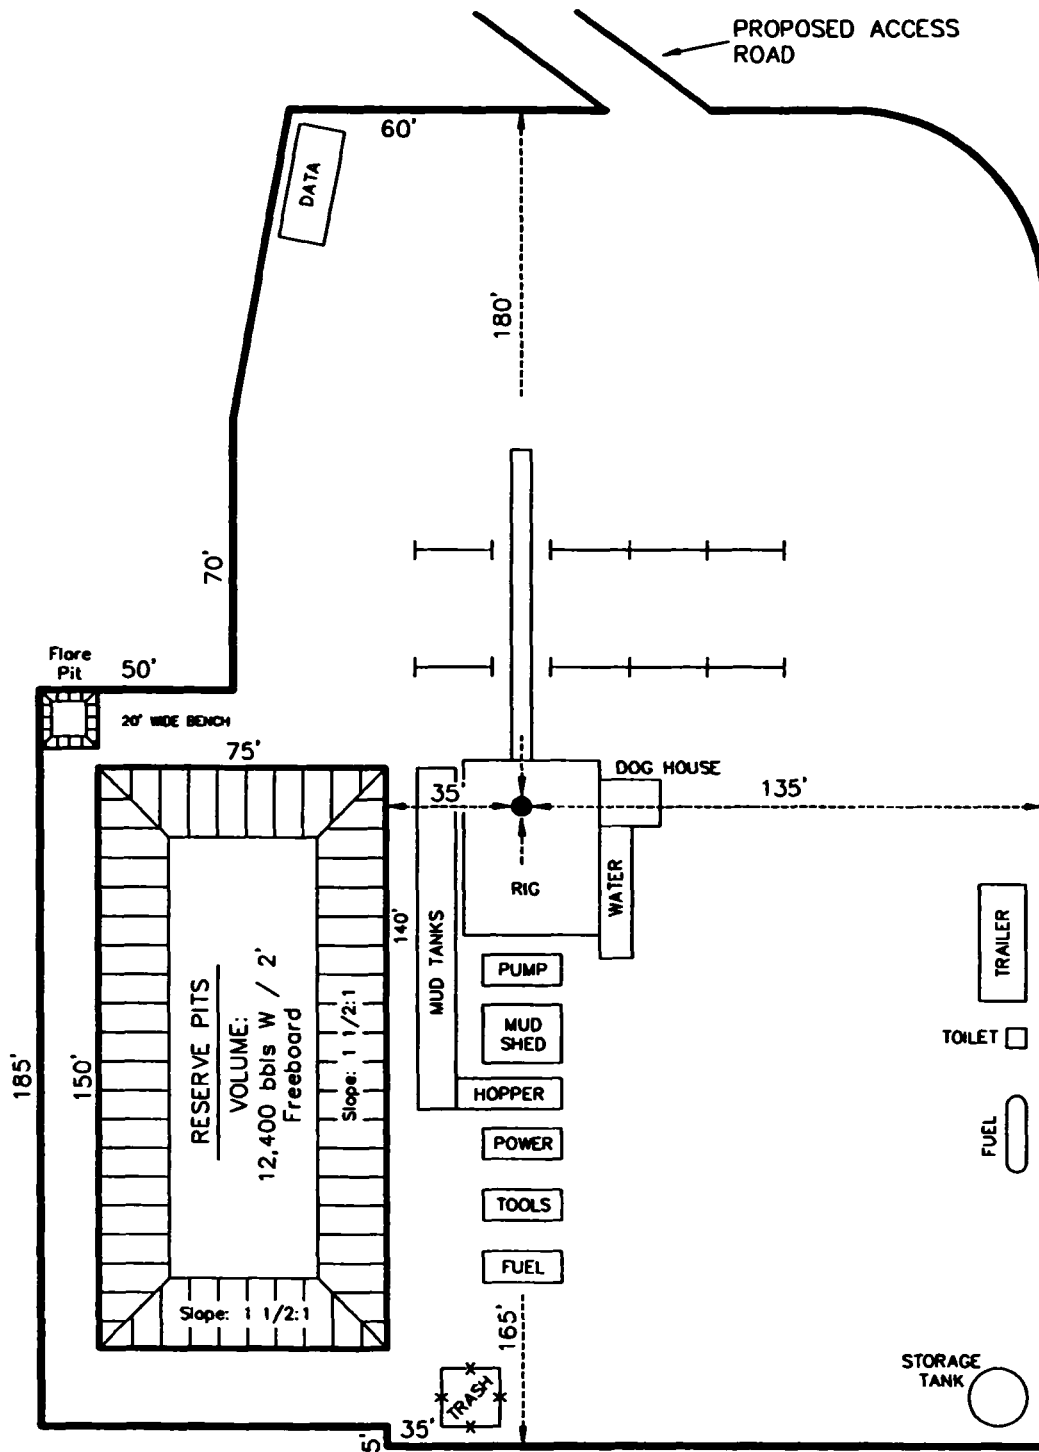 PROPOSED ACCESS
ROAD
60'
DATA
180'
70'
Flare
Pit
50'
20' WIDE BENCH
75'
DOG HOUSE
35'
135'
RIG
WATER
MUD TANKS
140'
TRAILER
PUMP
MUD
SHED
TOILET
HOPPER
RESERVE PITS
VOLUME:
12,400 bbls W / 2'
Freeboard
Slope: 1 1/2:1
185'
150'
POWER
FUEL
TOOLS
FUEL
Slope: 1 1/2:1
165'
STORAGE
TANK
TRASH
35'
5'